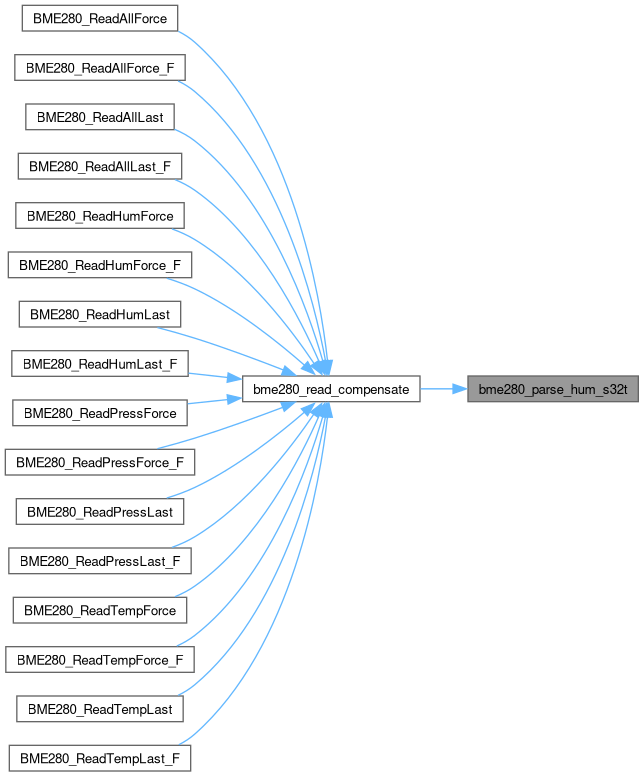 BME280_ReadAllForce
BME280_ReadAllForce_F
BME280_ReadAllLast
BME280_ReadAllLast_F
BME280_ReadHumForce
BME280_ReadHumForce_F
BME280_ReadHumLast
BME280_ReadHumLast_F
BME280_ReadPressForce
BME280_ReadPressForce_F
BME280_ReadPressLast
BME280_ReadPressLast_F
BME280_ReadTempForce
BME280_ReadTempForce_F
BME280_ReadTempLast
BME280_ReadTempLast_F
bme280_read_compensate
bme280_parse_hum_s32t